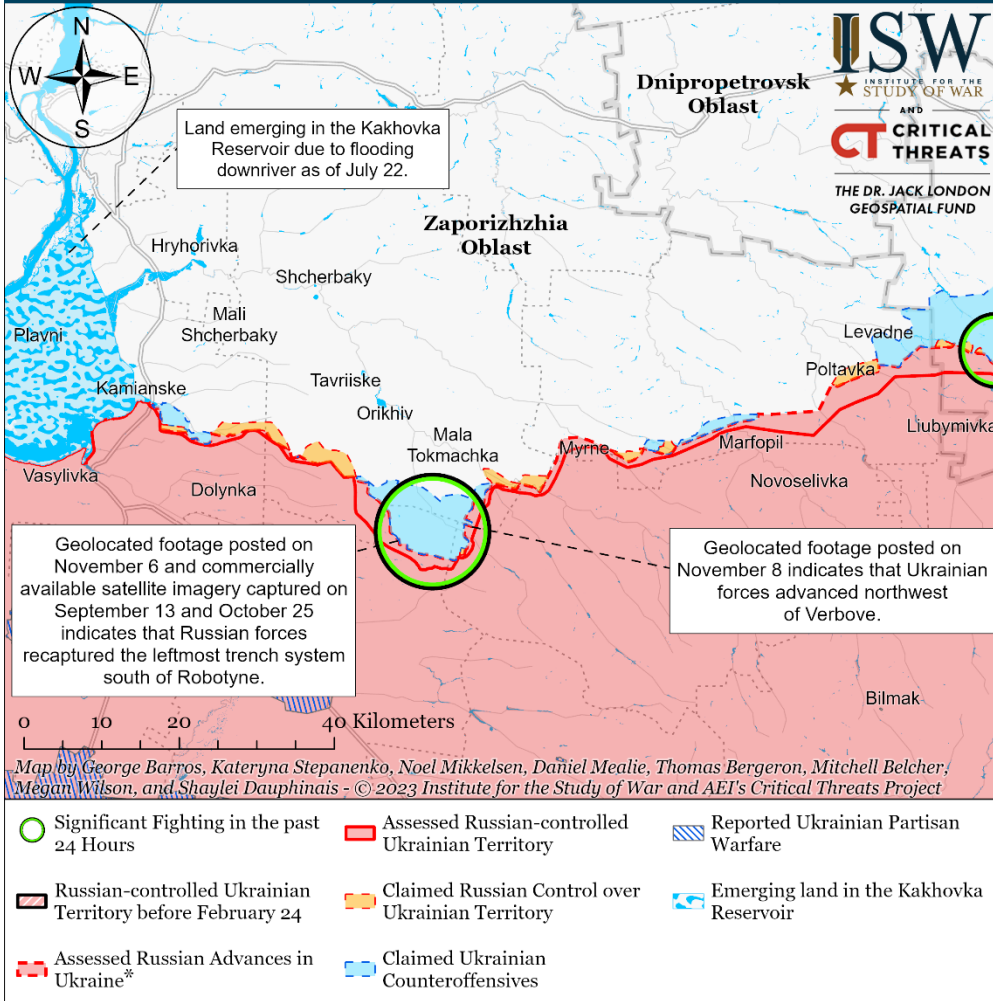 N
W E
S
ISW
INSTITUTE FOR THE
STUDY OF WAR
AND
CT CRITICAL
THREATS
THE DR. JACK LONDON
GEOSPATIAL FUND
Dnipropetrovsk
Oblast
Land emerging in the Kakhovka
Reservoir due to flooding
downriver as of July 22.
Zaporizhzhia
Oblast
Hryhorivka
Shcherbaky
Mali
Shcherbaky
Plavni
Levadne
Poltavka
Tavriiske
Kamianske
Orikhiv
Mala
Tokmachka
Myrne
Marfopil
Liubymivka
Vasylivka
Dolynka
Novoselivka
Geolocated footage posted on
November 6 and commercially
available satellite imagery captured on
September 13 and October 25
indicates that Russian forces
recaptured the leftmost trench system
south of Robotyne.
Geolocated footage posted on
November 8 indicates that Ukrainian
forces advanced northwest
of Verbove.
Bilmak
0 10 20 40 Kilometers
Map by George Barros, Kateryna Stepanenko, Noel Mikkelsen, Daniel Mealie, Thomas Bergeron, Mitchell Belcher,
Megan Wilson, and Shaylei Dauphinais - © 2023 Institute for the Study of War and AEI's Critical Threats Project
Significant Fighting in the past
24 Hours
Russian-controlled Ukrainian
Territory before February 24
Assessed Russian Advances in
Ukraine*
Assessed Russian-controlled
Ukrainian Territory
Claimed Russian Control over
Ukrainian Territory
Claimed Ukrainian
Counteroffensives
Reported Ukrainian Partisan
Warfare
Emerging land in the Kakhovka
Reservoir